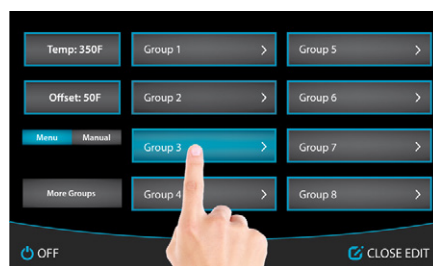 Temp: 350F
Group 1
Group 5
Offset: 50F
Group 2
Group 6
Menu
Manual
Group 3
Group 7
More Groups
Group 4
Group 8
OFF
CLOSE EDIT